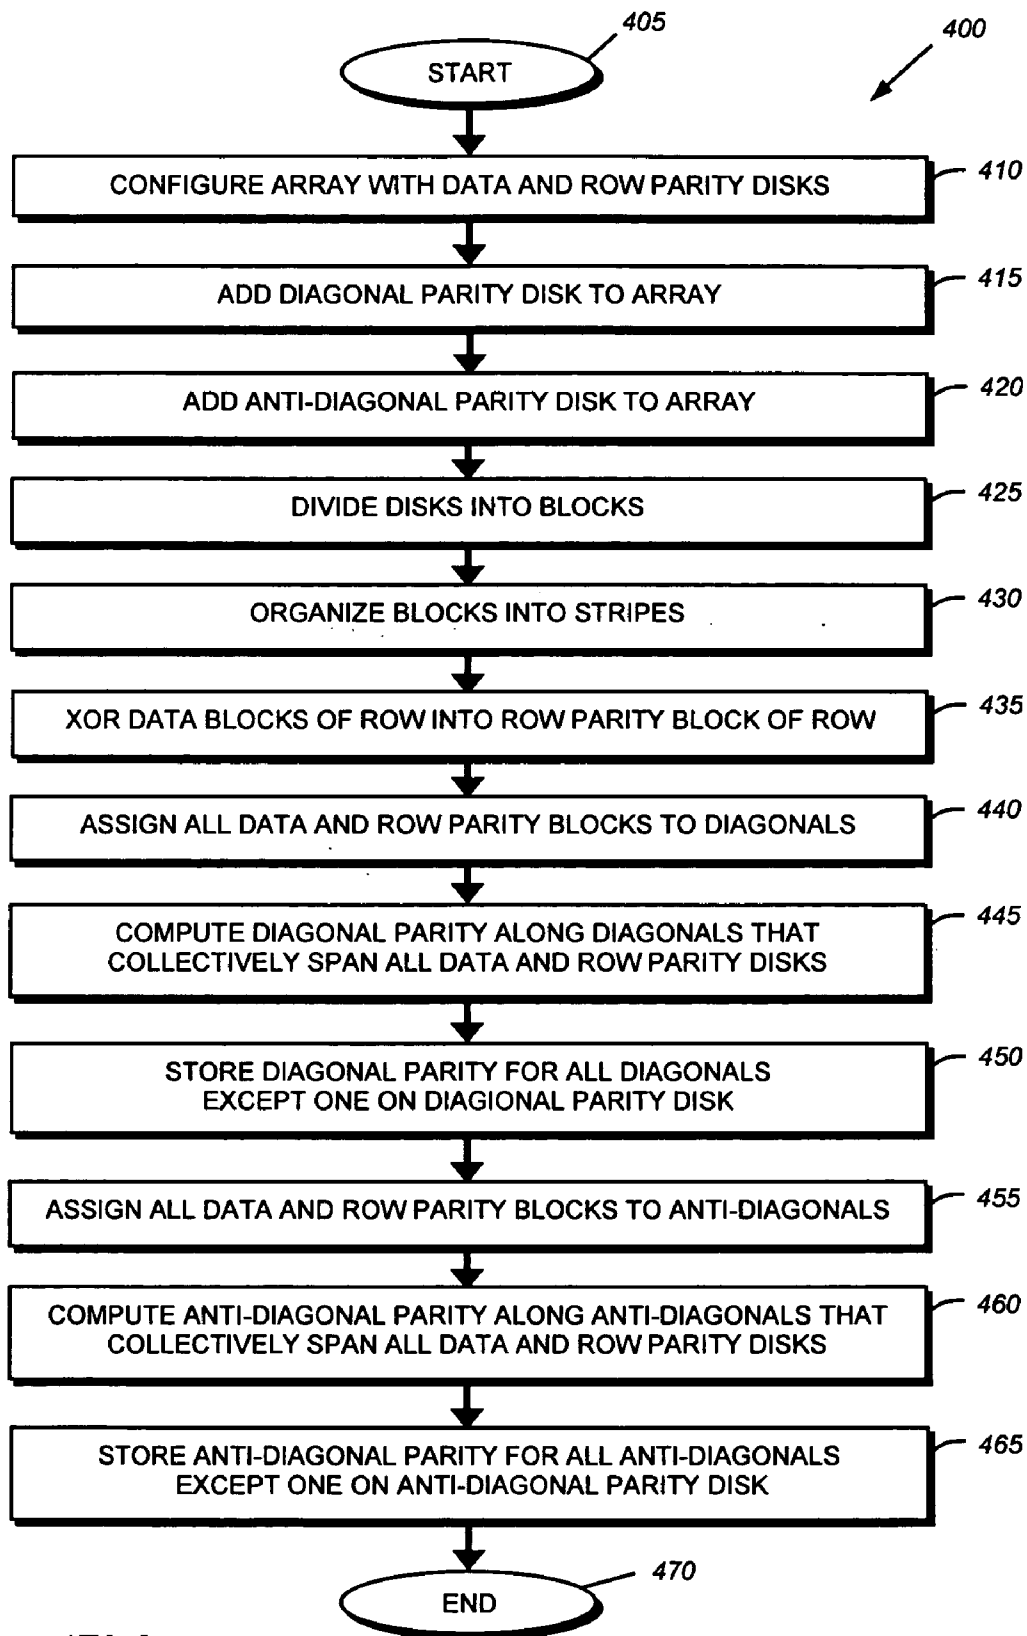 405
400
START
CONFIGURE ARRAY WITH DATA AND ROW PARITY DISKS
410
ADD DIAGONAL PARITY DISK TO ARRAY
415
ADD ANTI-DIAGONAL PARITY DISK TO ARRAY
420
DIVIDE DISKS INTO BLOCKS
425
ORGANIZE BLOCKS INTO STRIPES
430
XOR DATA BLOCKS OF ROW INTO ROW PARITY BLOCK OF ROW
435
ASSIGN ALL DATA AND ROW PARITY BLOCKS TO DIAGONALS
440
COMPUTE DIAGONAL PARITY ALONG DIAGONALS THAT
COLLECTIVELY SPAN ALL DATA AND ROW PARITY DISKS
445
STORE DIAGONAL PARITY FOR ALL DIAGONALS
EXCEPT ONE ON DIAGIONAL PARITY DISK
450
ASSIGN ALL DATA AND ROW PARITY BLOCKS TO ANTI-DIAGONALS
455
COMPUTE ANTI-DIAGONAL PARITY ALONG ANTI-DIAGONALS THAT
COLLECTIVELY SPAN ALL DATA AND ROW PARITY DISKS
460
STORE ANTI-DIAGONAL PARITY FOR ALL ANTI-DIAGONALS
EXCEPT ONE ON ANTI-DIAGONAL PARITY DISK
465
END
470